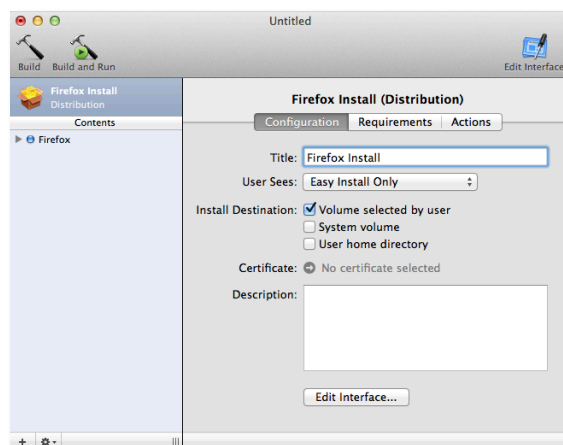 Untitled
Build
Build and Run
Edit Interface
Firefox Install
Distribution
Contents
Firefox
Firefox Install (Distribution)
Configuration Requirements Actions
Title: Firefox Install
User Sees: Easy Install Only
Install Destination: Volume selected by user
System volume
User home directory
Certificate: No certificate selected
Description:
Edit Interface...